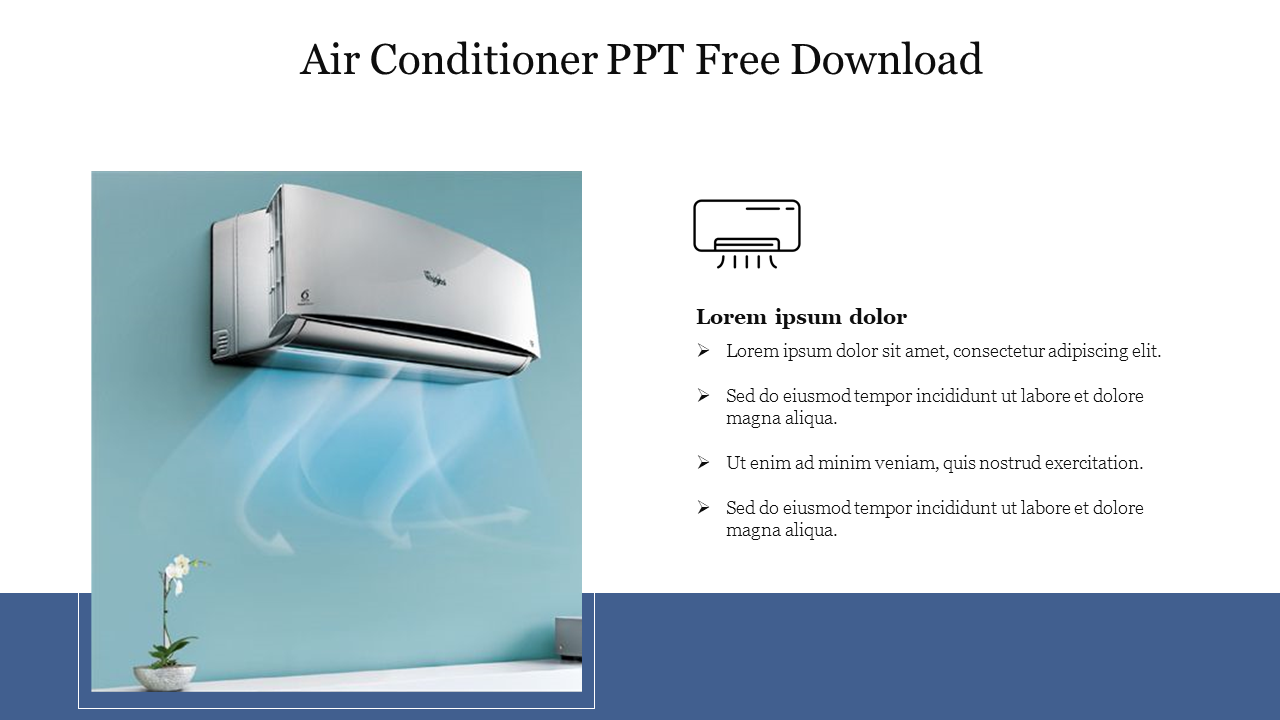 Air Conditioner PPT Free Download
Lorem ipsum dolor
Lorem ipsum dolor sit amet, consectetur adipiscing elit.
Sed do eiusmod tempor incididunt ut labore et dolore
magna aliqua.
Ut enim ad minim veniam, quis nostrud exercitation.
Sed do eiusmod tempor incididunt ut labore et dolore
magna aliqua.